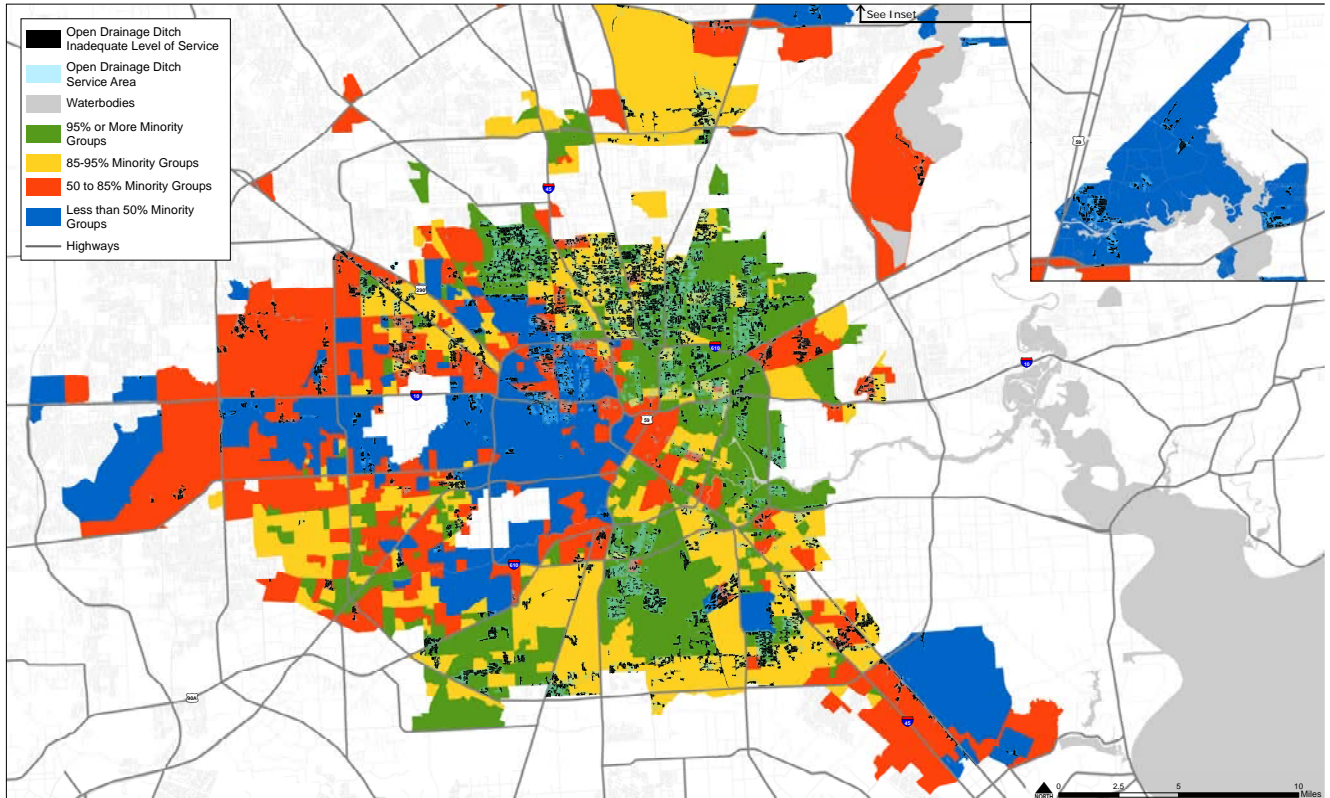 Open Drainage Ditch
Inadequate Level of Service
Open Drainage Ditch
Service Area
Waterbodies
95% or More Minority
Groups
85-95% Minority Groups
50 to 85% Minority Groups
Less than 50% Minority
Groups
Highways
See Inset
59
45
290
610
10
10
59
610
90A
45
NORTH
0 2.5 5 10
Miles